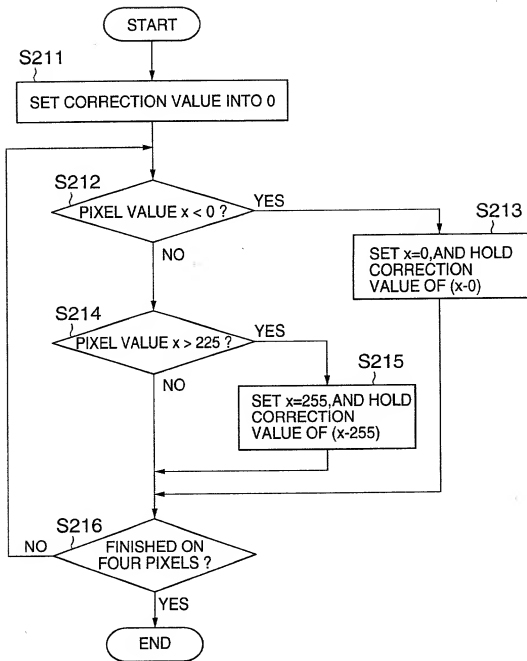 START
S211
SET CORRECTION VALUE INTO 0
S212
PIXEL VALUE x < 0 ?
YES
NO
S213
SET x=0,AND HOLD
CORRECTION
VALUE OF (x-0)
S214
PIXEL VALUE x > 225 ?
YES
NO
S215
SET x=255,AND HOLD
CORRECTION
VALUE OF (x-255)
S216
NO
FINISHED ON
FOUR PIXELS ?
YES
END